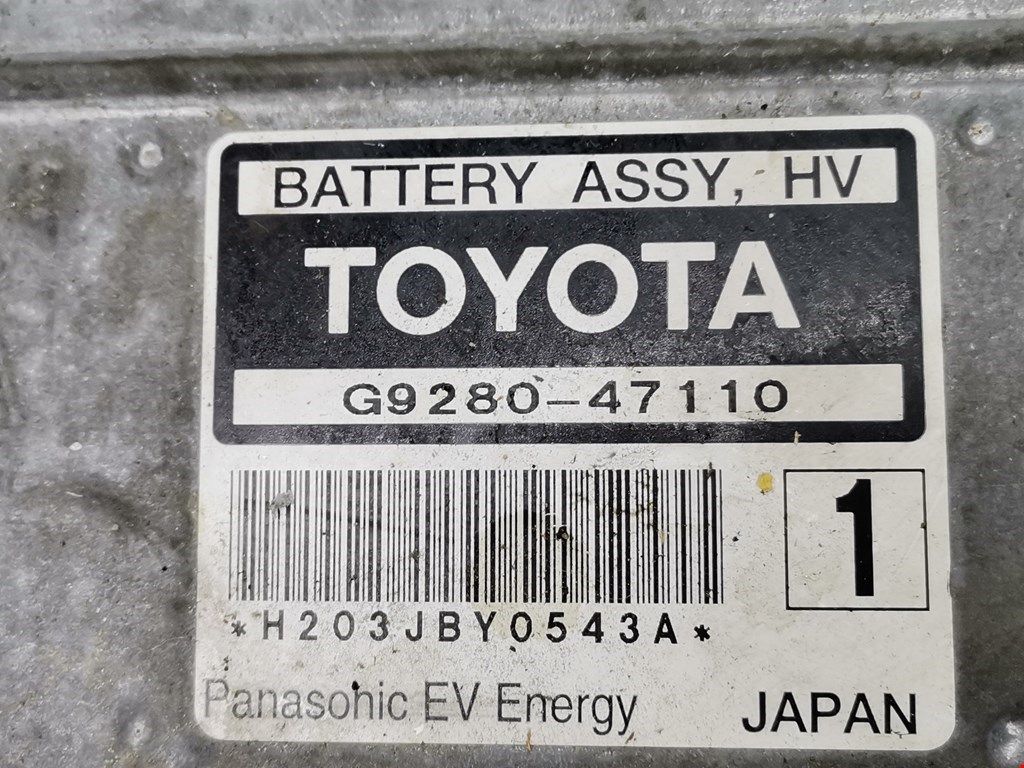 BATTERY ASSY, HV
TOYOTA
G9280-47110
1
*H203JBY0543A*
Panasonic EV Energy
JAPAN